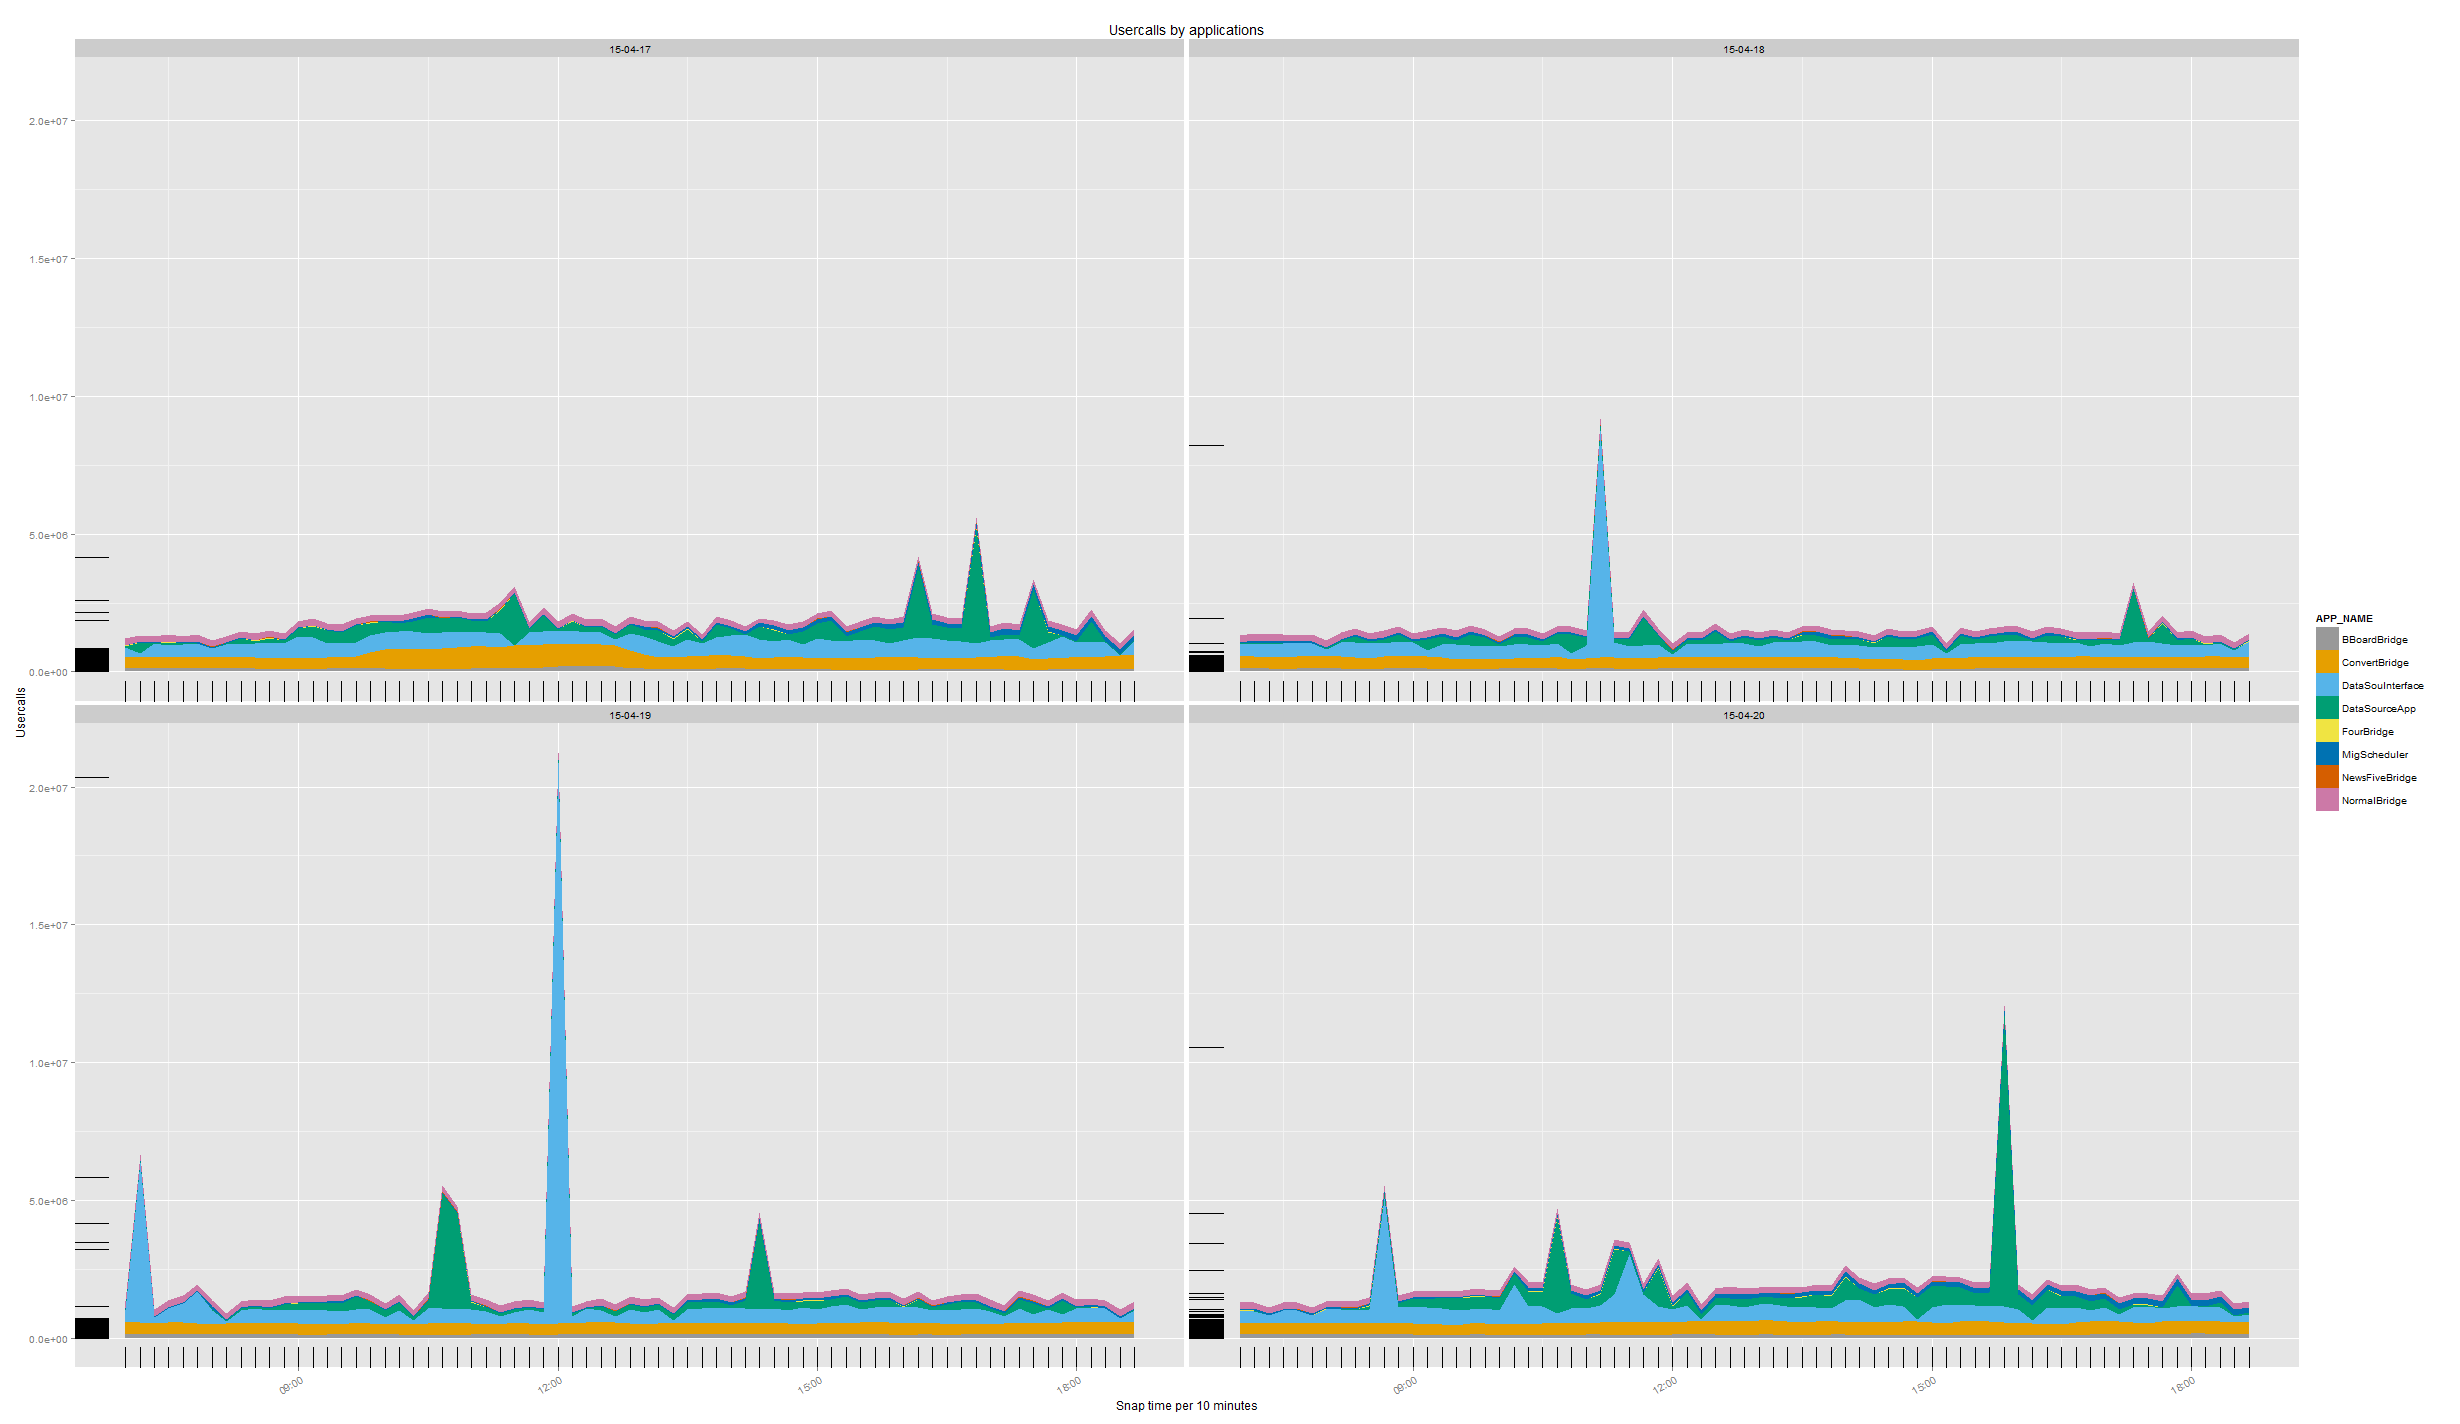 Usercalls by applications
15-04-17
15-04-18
2.0e+07
1.5e+07
1.0e+07
5.0e+06
0.0e+00
Usercalls
15-04-19
15-04-20
2.0e+07
1.5e+07
1.0e+07
5.0e+06
0.0e+00
09:00
12:00
15:00
18:00
09:00
12:00
15:00
18:00
Snap time per 10 minutes
APP_NAME
BBoardBridge
ConvertBridge
DataSouInterface
DataSourceApp
FourBridge
MigScheduler
NewsFiveBridge
NormalBridge